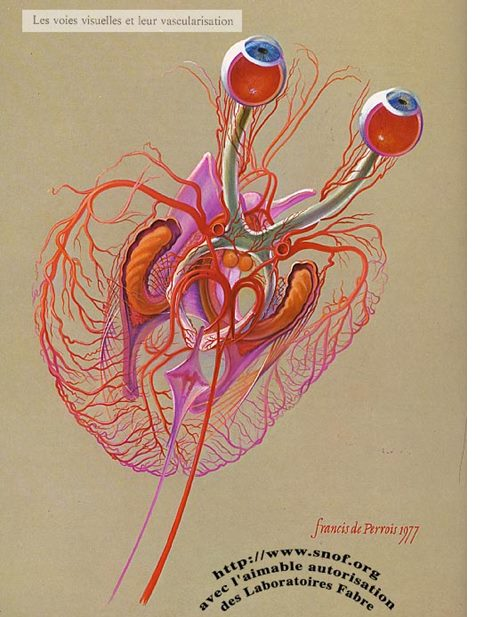 Les voies visuelles et leur vascularisation
francis de Perrois 1977
http://www.snof.org
avec l'aimable autorisation
des Laboratoires Fabre